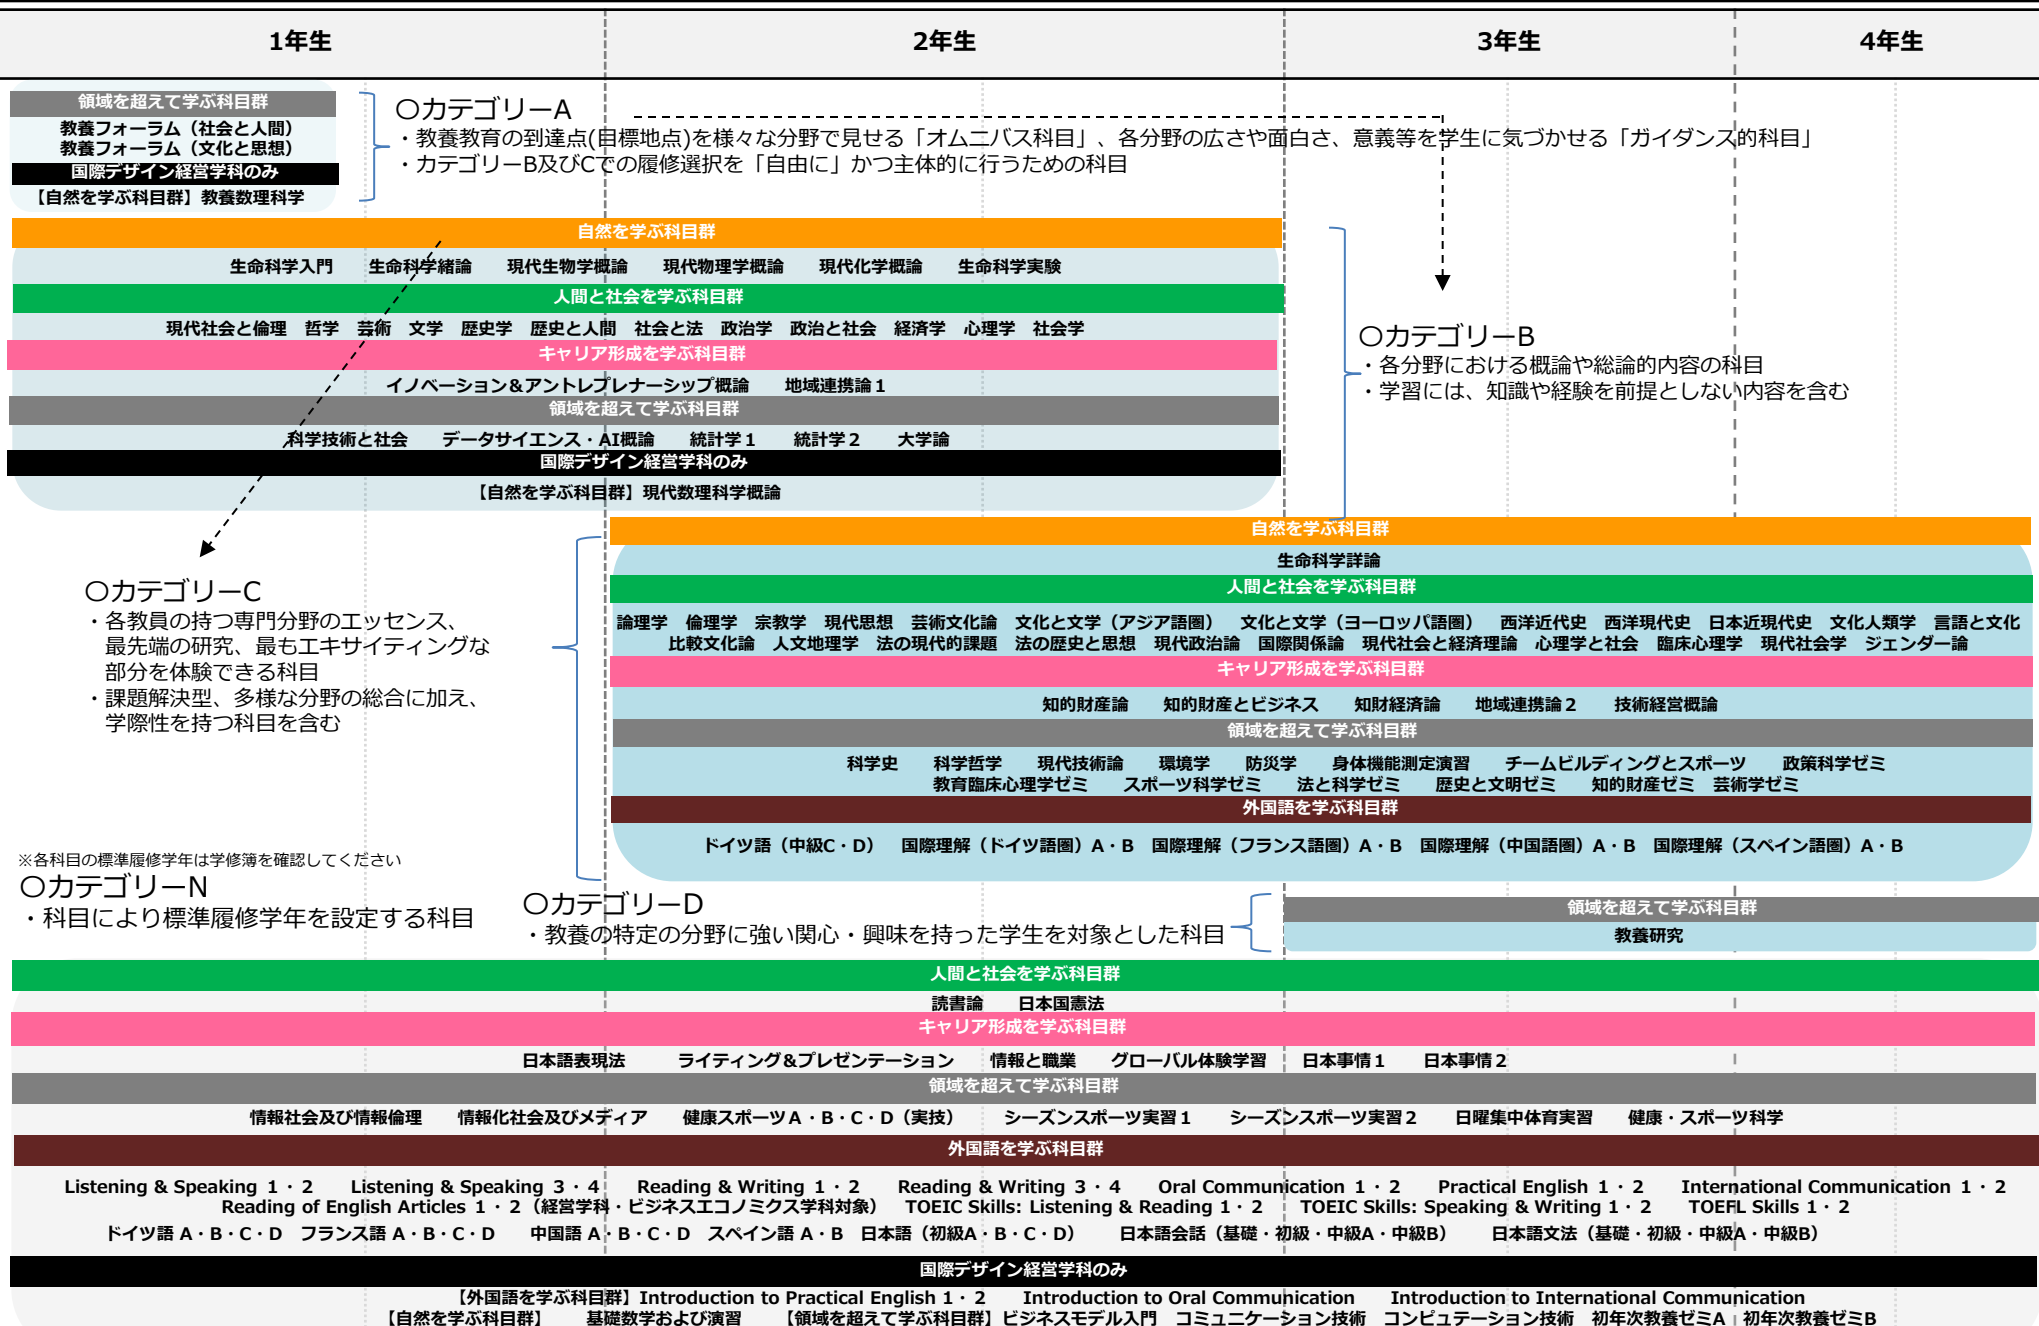 1年生 2年生 3年生 4年生
領域を超えて学ぶ科目群
教養フォーラム（社会と人間）
教養フォーラム（文化と思想）
国際デザイン経営学科のみ
【自然を学ぶ科目群】教養数理科学
〇カテゴリーA
・教養教育の到達点(目標地点)を様々な分野で見せる「オムニバス科目」、各分野の広さや面白さ、意義等を学生に気づかせる「ガイダンス的科目」
・カテゴリーB及びCでの履修選択を「自由に」かつ主体的に行うための科目
自然を学ぶ科目群
生命科学入門 生命科学緒論 現代生物学概論 現代物理学概論 現代化学概論 生命科学実験
人間と社会を学ぶ科目群
現代社会と倫理 哲学 芸術 文学 歴史学 歴史と人間 社会と法 政治学 政治と社会 経済学 心理学 社会学
キャリア形成を学ぶ科目群
イノベーション＆アントレプレナーシップ概論 地域連携論１
領域を超えて学ぶ科目群
科学技術と社会 データサイエンス・AI概論 統計学１ 統計学２ 大学論
国際デザイン経営学科のみ
【自然を学ぶ科目群】現代数理科学概論
〇カテゴリーB
・各分野における概論や総論的内容の科目
・学習には、知識や経験を前提としない内容を含む
〇カテゴリーC
・各教員の持つ専門分野のエッセンス、
最先端の研究、最もエキサイティングな
部分を体験できる科目
・課題解決型、多様な分野の総合に加え、
学際性を持つ科目を含む
自然を学ぶ科目群
生命科学詳論
人間と社会を学ぶ科目群
論理学 倫理学 宗教学 現代思想 芸術文化論 文化と文学（アジア語圏） 文化と文学（ヨーロッパ語圏） 西洋近代史 西洋現代史 日本近現代史 文化人類学 言語と文化
比較文化論 人文地理学 法の現代的課題 法の歴史と思想 現代政治論 国際関係論 現代社会と経済理論 心理学と社会 臨床心理学 現代社会学 ジェンダー論
キャリア形成を学ぶ科目群
知的財産論 知的財産とビジネス 知財経済論 地域連携論２ 技術経営概論
領域を超えて学ぶ科目群
科学史 科学哲学 現代技術論 環境学 防災学 身体機能測定演習 チームビルディングとスポーツ 政策科学ゼミ
教育臨床心理学ゼミ スポーツ科学ゼミ 法と科学ゼミ 歴史と文明ゼミ 知的財産ゼミ 芸術学ゼミ
外国語を学ぶ科目群
ドイツ語（中級C・D） 国際理解（ドイツ語圏）A・B 国際理解（フランス語圏）A・B 国際理解（中国語圏）A・B 国際理解（スペイン語圏）A・B
※各科目の標準履修学年は学修簿を確認してください
〇カテゴリーN
・科目により標準履修学年を設定する科目
〇カテゴリーD
・教養の特定の分野に強い関心・興味を持った学生を対象とした科目
領域を超えて学ぶ科目群
教養研究
人間と社会を学ぶ科目群
読書論 日本国憲法
キャリア形成を学ぶ科目群
日本語表現法 ライティング＆プレゼンテーション 情報と職業 グローバル体験学習 日本事情１ 日本事情２
領域を超えて学ぶ科目群
情報社会及び情報倫理 情報化社会及びメディア 健康スポーツＡ・B・C・D（実技） シーズンスポーツ実習１ シーズンスポーツ実習２ 日曜集中体育実習 健康・スポーツ科学
外国語を学ぶ科目群
Listening & Speaking 1・2 Listening & Speaking 3・4 Reading & Writing 1・2 Reading & Writing 3・4 Oral Communication 1・2 Practical English 1・2 International Communication 1・2
Reading of English Articles 1・2（経営学科・ビジネスエコノミクス学科対象） TOEIC Skills: Listening & Reading 1・2 TOEIC Skills: Speaking & Writing 1・2 TOEFL Skills 1・2
ドイツ語 A・B・C・D フランス語 A・B・C・D 中国語 A・B・C・D スペイン語 A・B 日本語（初級A・B・C・D） 日本語会話（基礎・初級・中級A・中級B） 日本語文法（基礎・初級・中級A・中級B）
国際デザイン経営学科のみ
【外国語を学ぶ科目群】Introduction to Practical English 1・2 Introduction to Oral Communication Introduction to International Communication
【自然を学ぶ科目群】 基礎数学および演習 【領域を超えて学ぶ科目群】ビジネスモデル入門 コミュニケーション技術 コンピュテーション技術 初年次教養ゼミA 初年次教養ゼミB